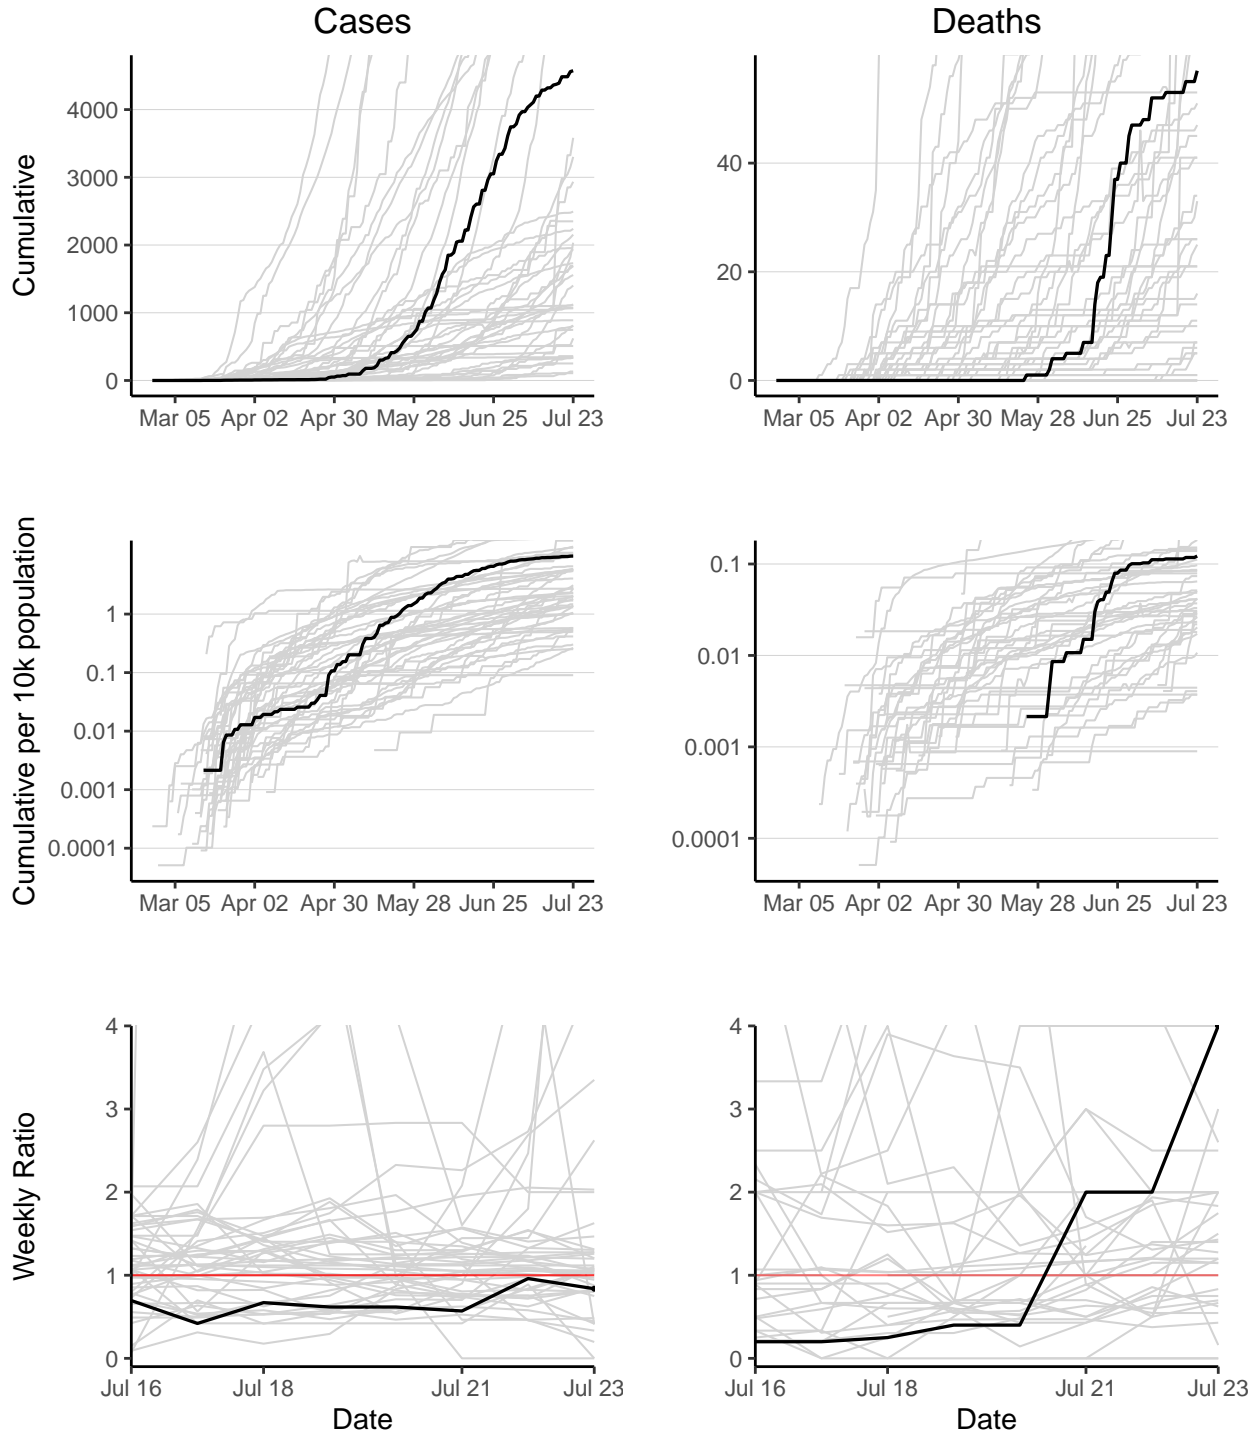 Cases
Deaths
Cumulative
4000
3000
2000
1000
0
Mar 05 Apr 02 Apr 30 May 28 Jun 25 Jul 23
40
20
0
Mar 05 Apr 02 Apr 30 May 28 Jun 25 Jul 23
Cumulative per 10k population
1
0.1
0.01
0.001
0.0001
Mar 05 Apr 02 Apr 30 May 28 Jun 25 Jul 23
0.1
0.01
0.001
0.0001
Mar 05 Apr 02 Apr 30 May 28 Jun 25 Jul 23
Weekly Ratio
4
3
2
1
0
Jul 16 Jul 18 Jul 21 Jul 23
Date
4
3
2
1
0
Jul 16 Jul 18 Jul 21 Jul 23
Date